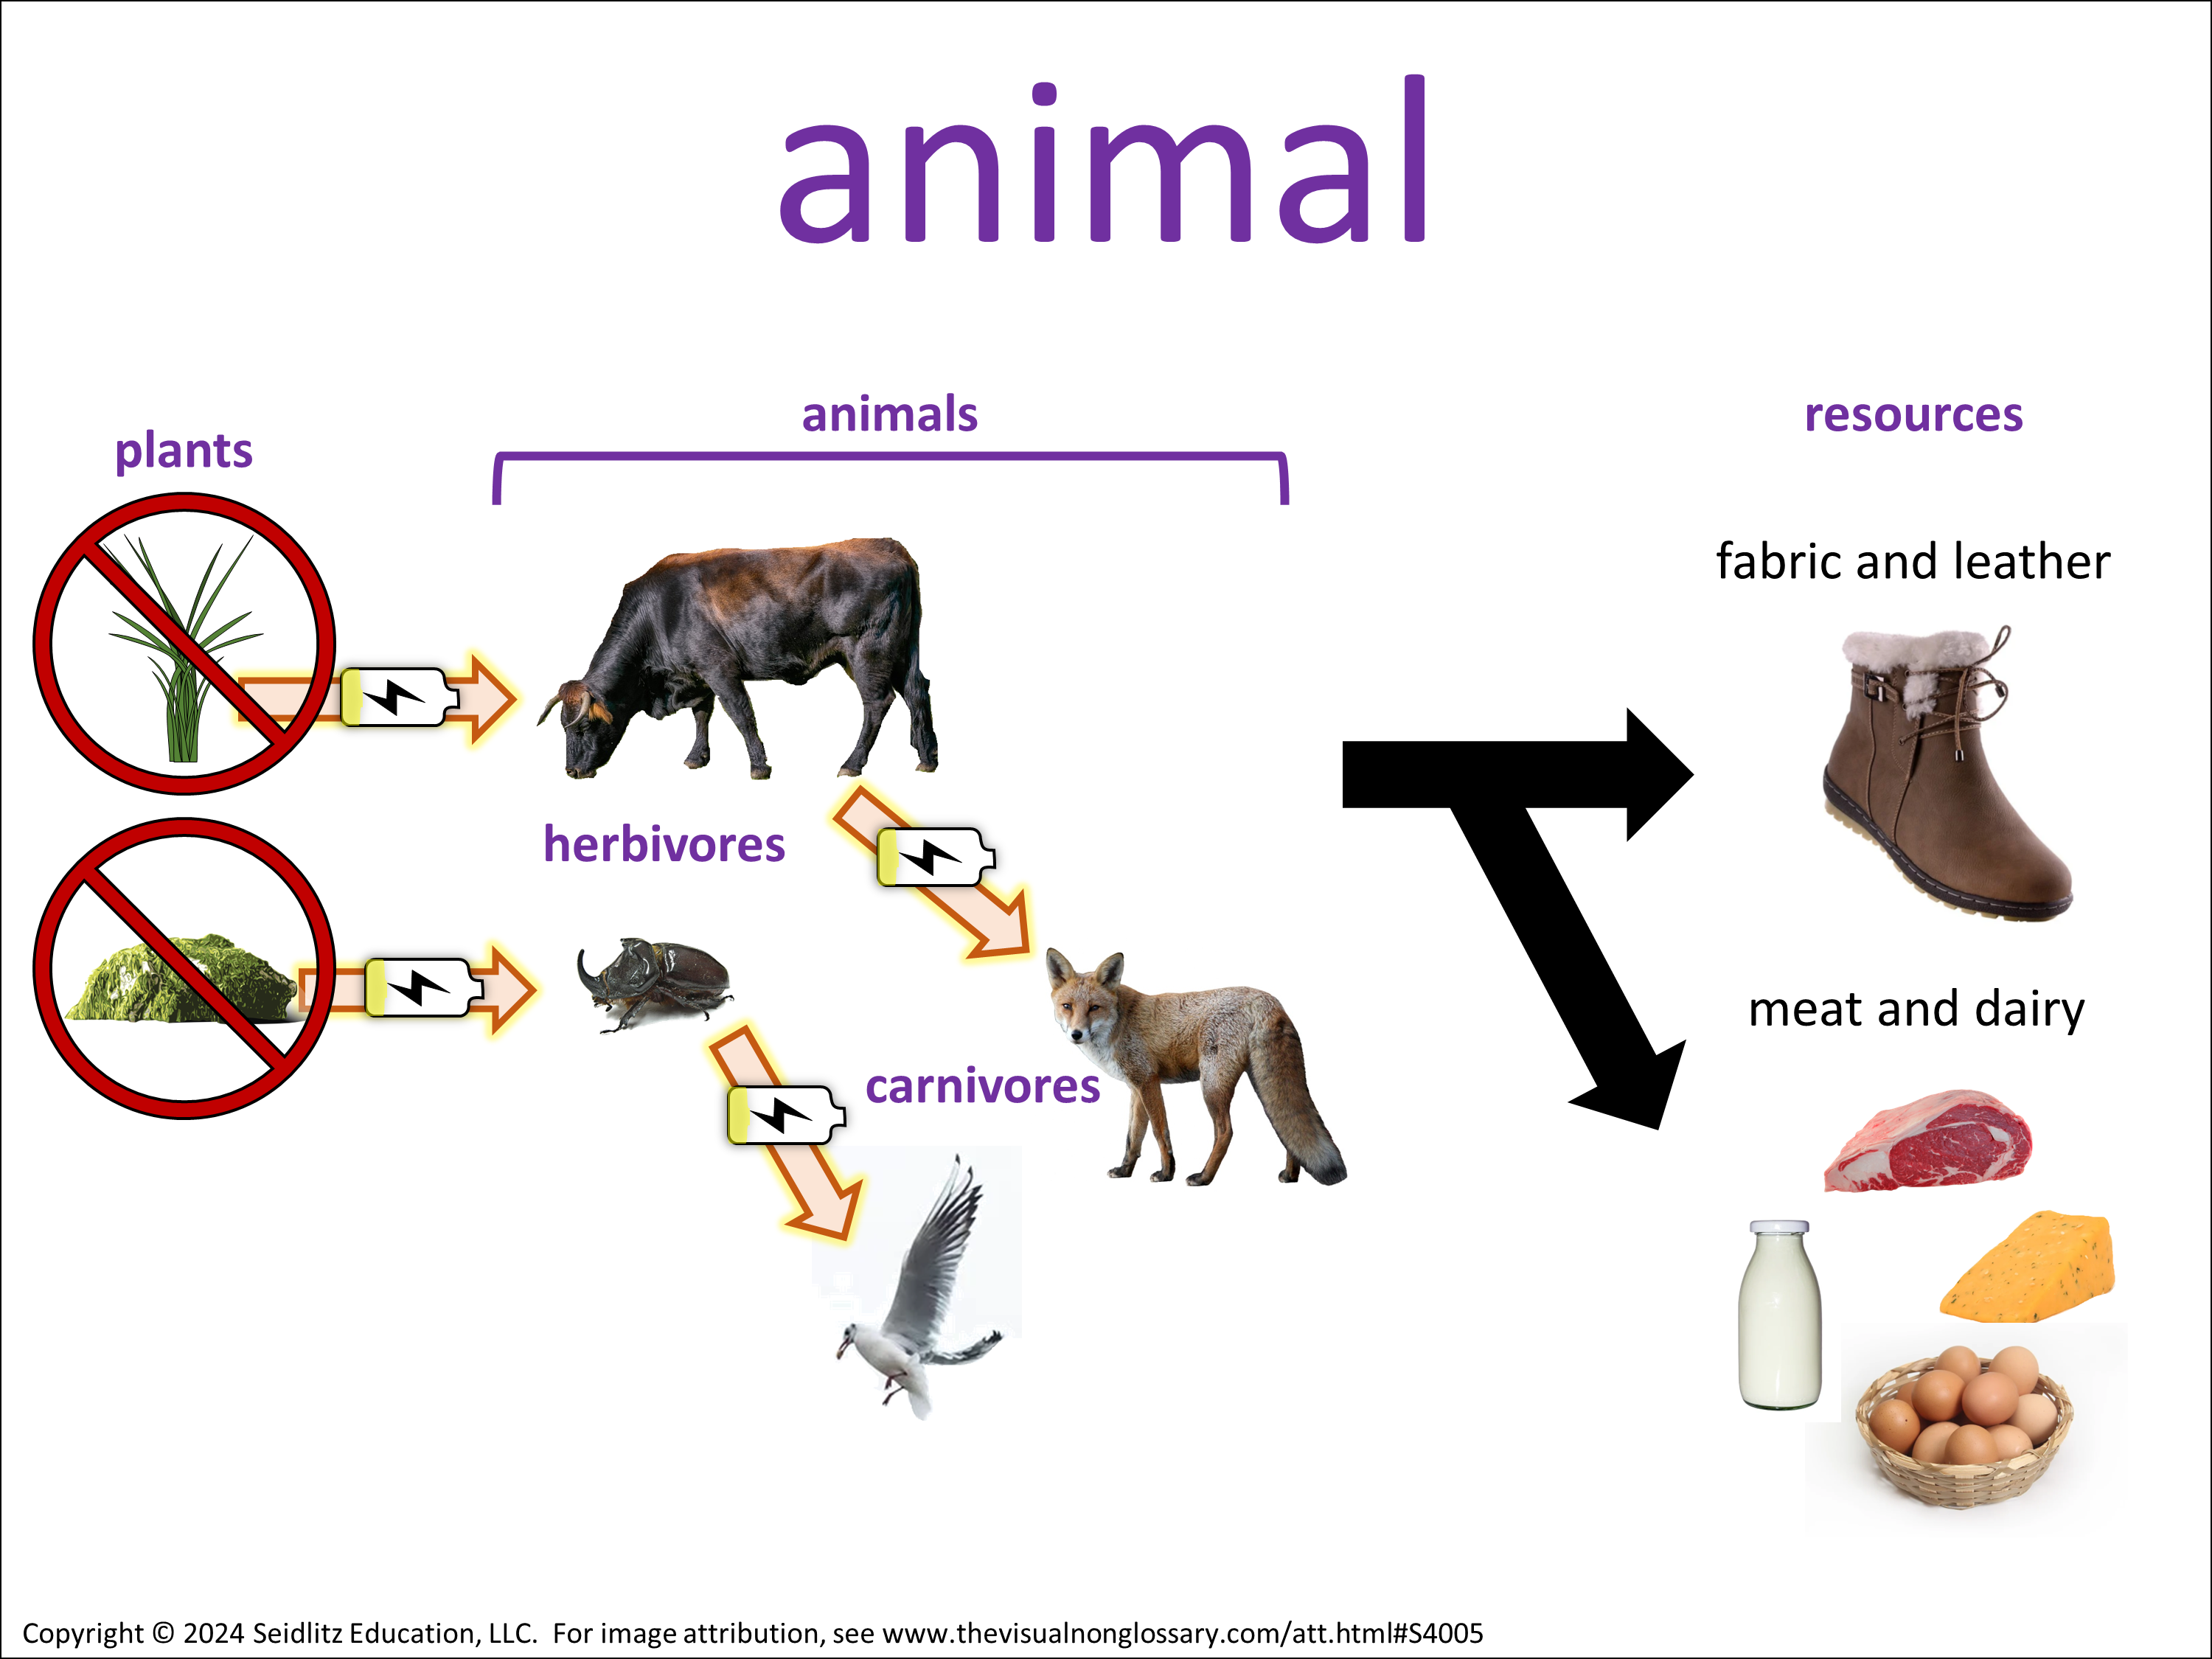 animal
plants
animals
resources
fabric and leather
herbivores
carnivores
meat and dairy
Copyright © 2024 Seidlitz Education, LLC.  For image attribution, see www.thevisualnonglossary.com/att.html#S4005